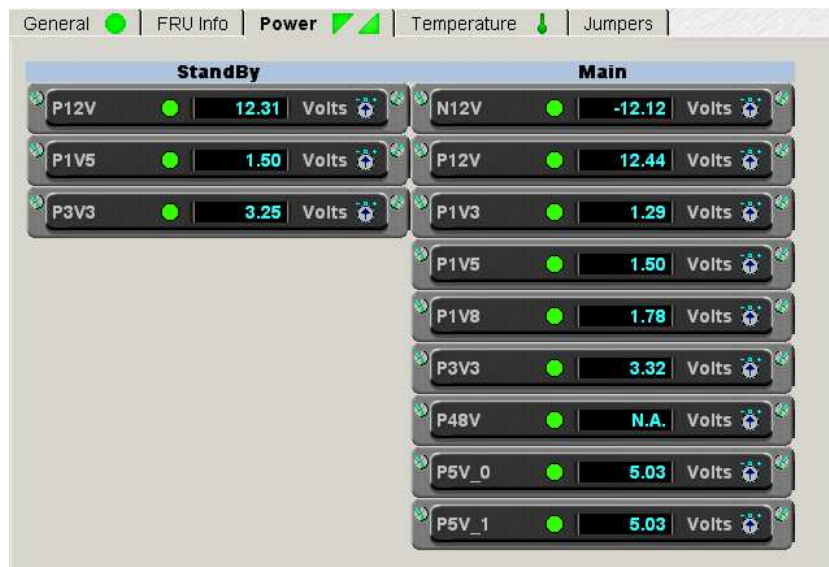 General FRU Info Power Temperature Jumpers
StandBy Main
P12V 12.31 Volts N12V -12.12 Volts
P1V5 1.50 Volts P12V 12.44 Volts
P3V3 3.25 Volts P1V3 1.29 Volts
P1V5 1.50 Volts
P1V8 1.78 Volts
P3V3 3.32 Volts
P48V N.A. Volts
P5V_0 5.03 Volts
P5V_1 5.03 Volts